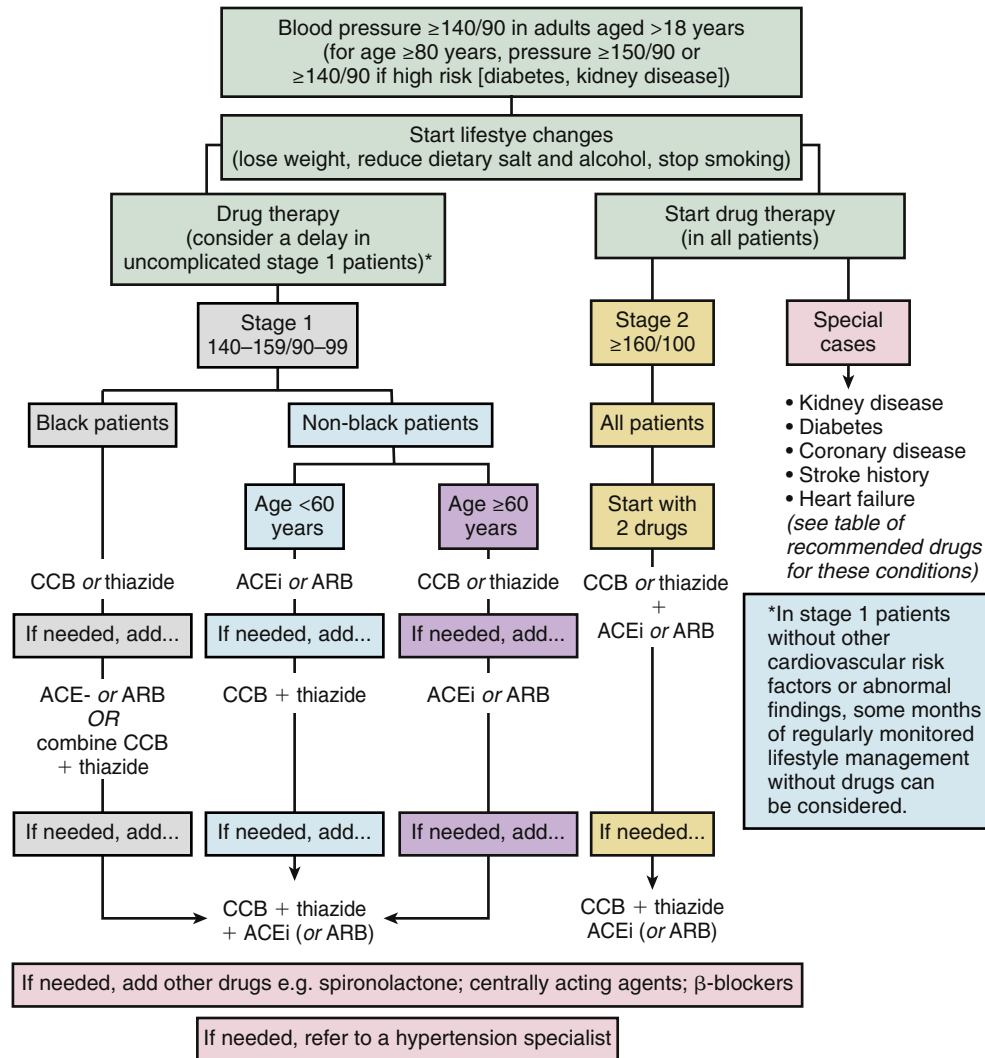 Blood pressure ≥140/90 in adults aged >18 years
(for age ≥80 years, pressure ≥150/90 or
≥140/90 if high risk [diabetes, kidney disease])
Start lifestye changes
(lose weight, reduce dietary salt and alcohol, stop smoking)
Drug therapy
(consider a delay in
uncomplicated stage 1 patients)*
Start drug therapy
(in all patients)
Stage 1
140–159/90–99
Stage 2
≥160/100
Special
cases
Black patients
Non-black patients
All patients
• Kidney disease
• Diabetes
• Coronary disease
• Stroke history
• Heart failure
(see table of
recommended drugs
for these conditions)
Age <60
years
Age ≥60
years
Start with
2 drugs
CCB or thiazide
ACEi or ARB
CCB or thiazide
CCB or thiazide
+
ACEi or ARB
If needed, add...
If needed, add...
If needed, add...
ACE- or ARB
OR
combine CCB
+ thiazide
CCB + thiazide
ACEi or ARB
*In stage 1 patients
without other
cardiovascular risk
factors or abnormal
findings, some months
of regularly monitored
lifestyle management
without drugs can
be considered.
If needed, add...
If needed, add...
If needed, add...
If needed...
CCB + thiazide
+ ACEi (or ARB)
CCB + thiazide
ACEi (or ARB)
If needed, add other drugs e.g. spironolactone; centrally acting agents; β-blockers
If needed, refer to a hypertension specialist